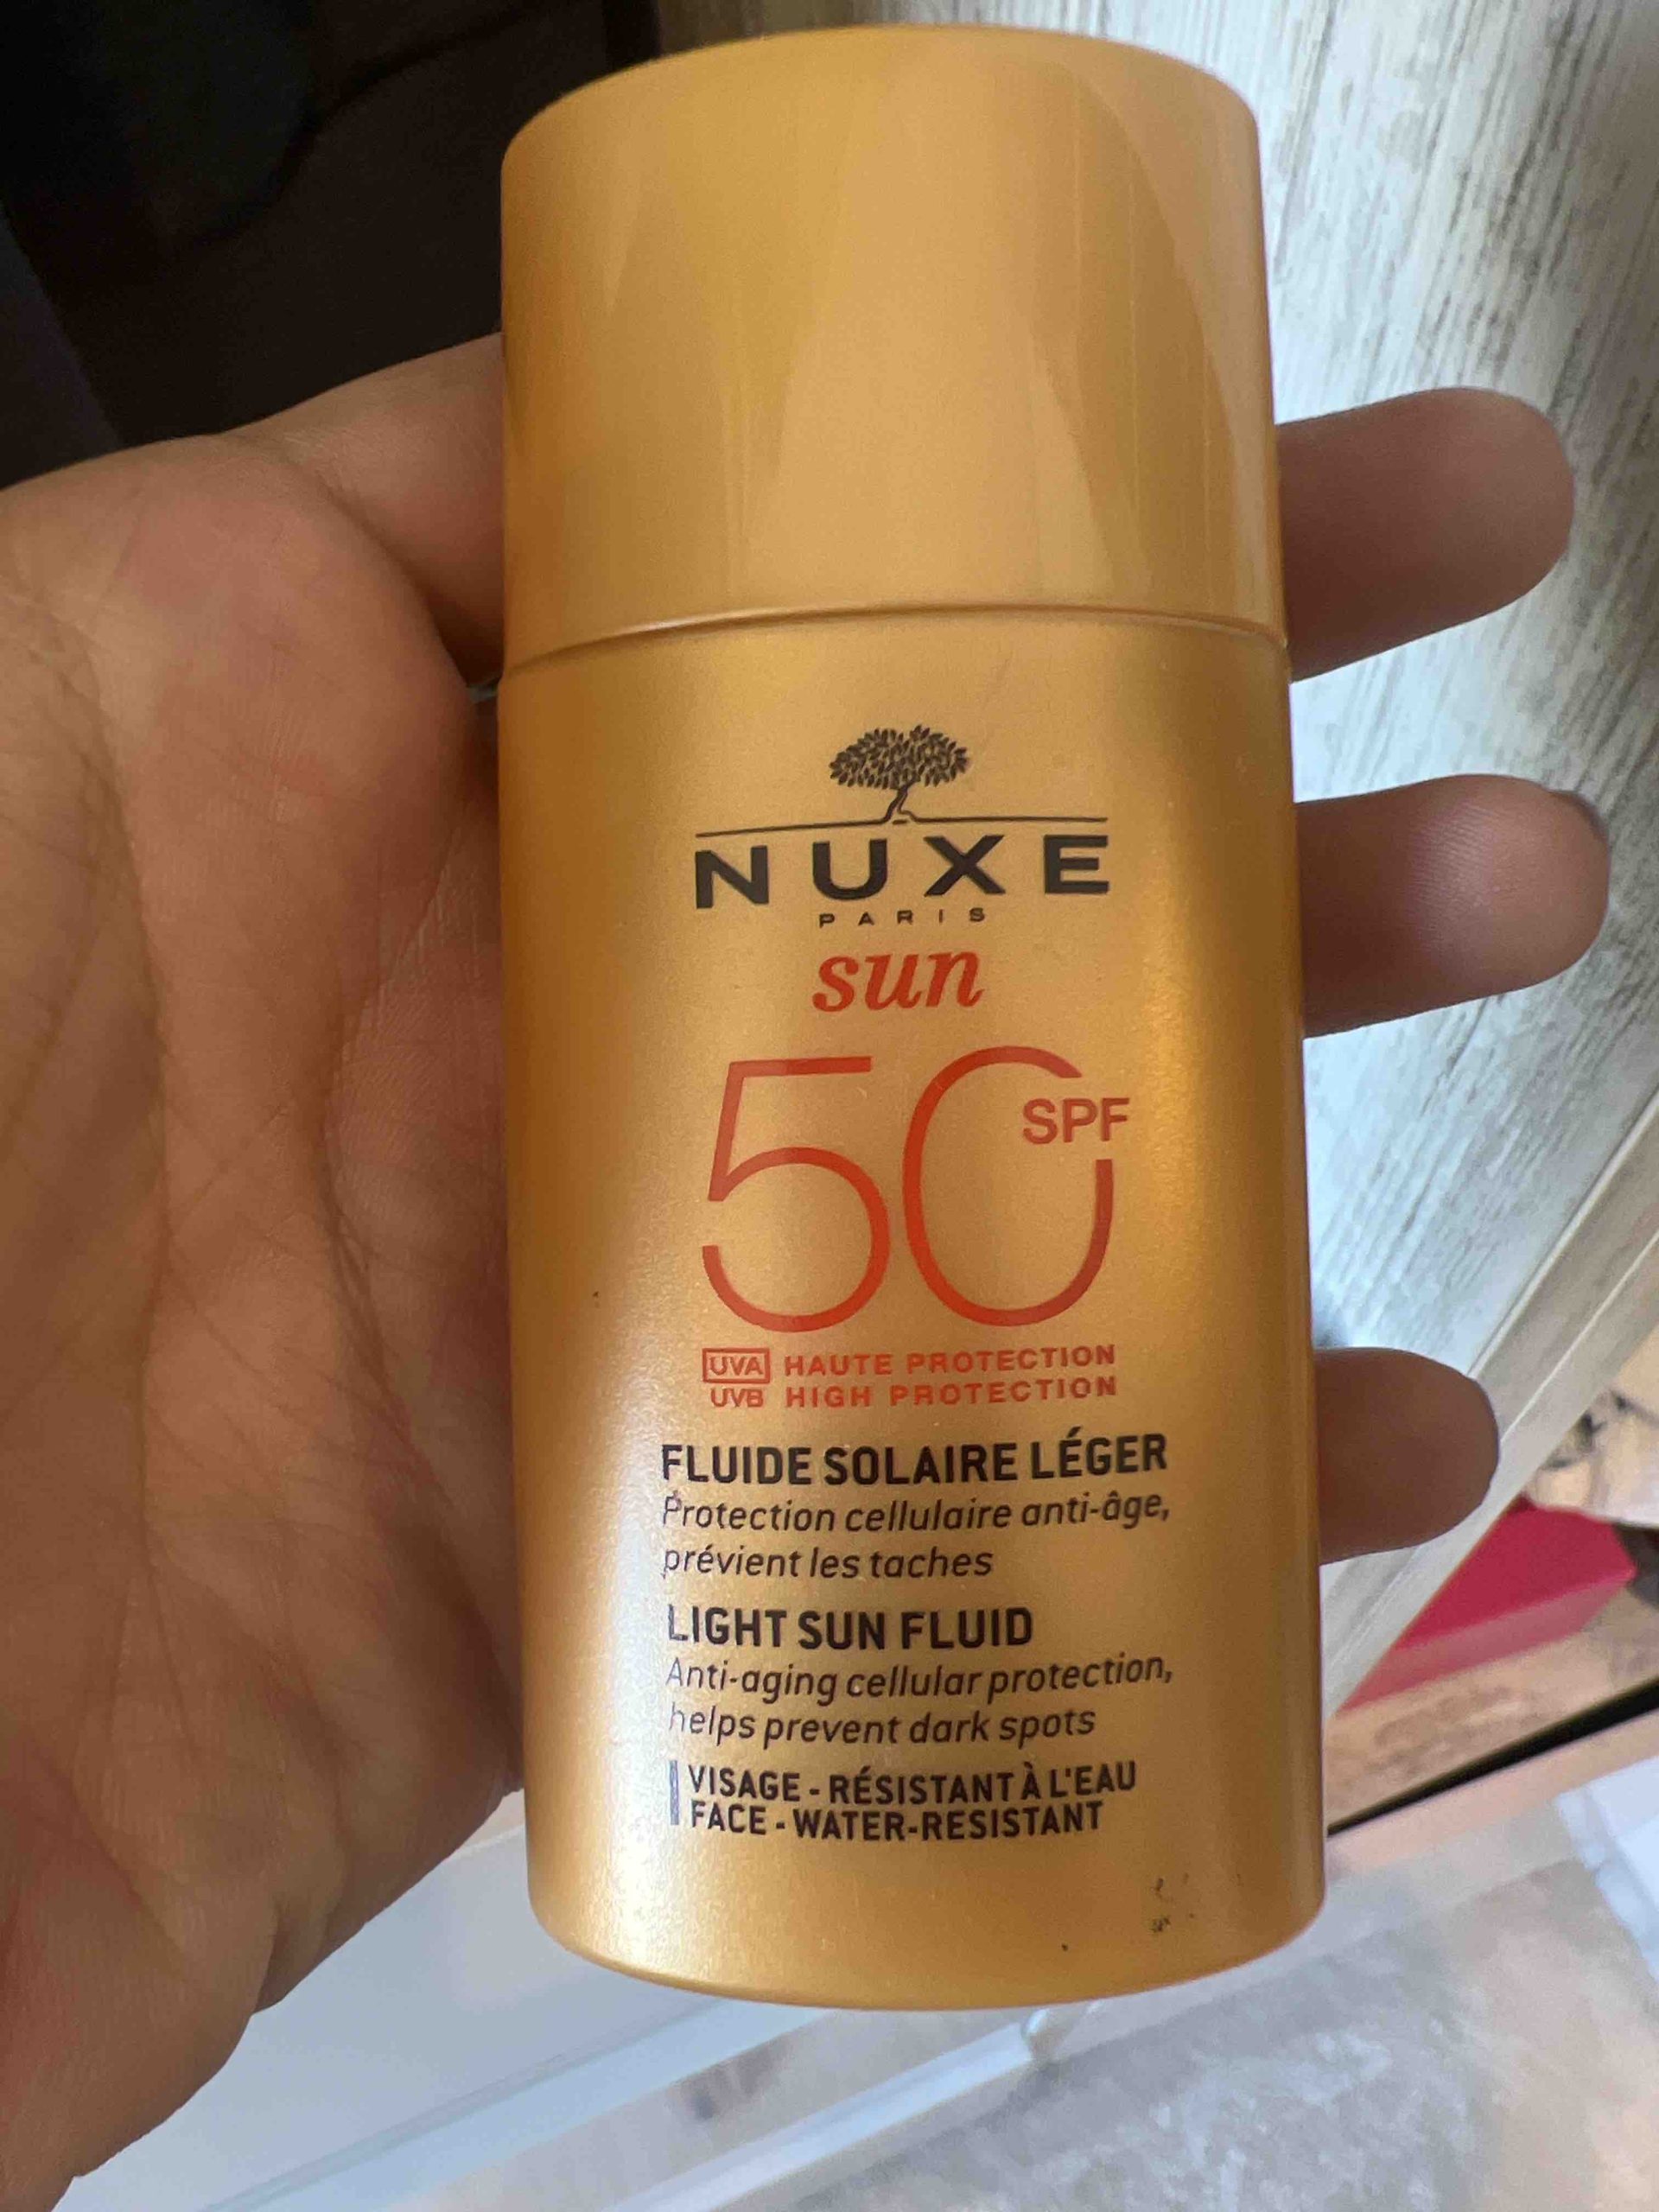 NUXE
PARIS
sun
50 SPF
UVA HAUTE PROTECTION
UVB HIGH PROTECTION
FLUIDE SOLAIRE LÉGER
Protection cellulaire anti-âge,
prévient les taches
LIGHT SUN FLUID
Anti-aging cellular protection,
helps prevent dark spots
VISAGE - RÉSISTANT À L'EAU
FACE - WATER-RESISTANT